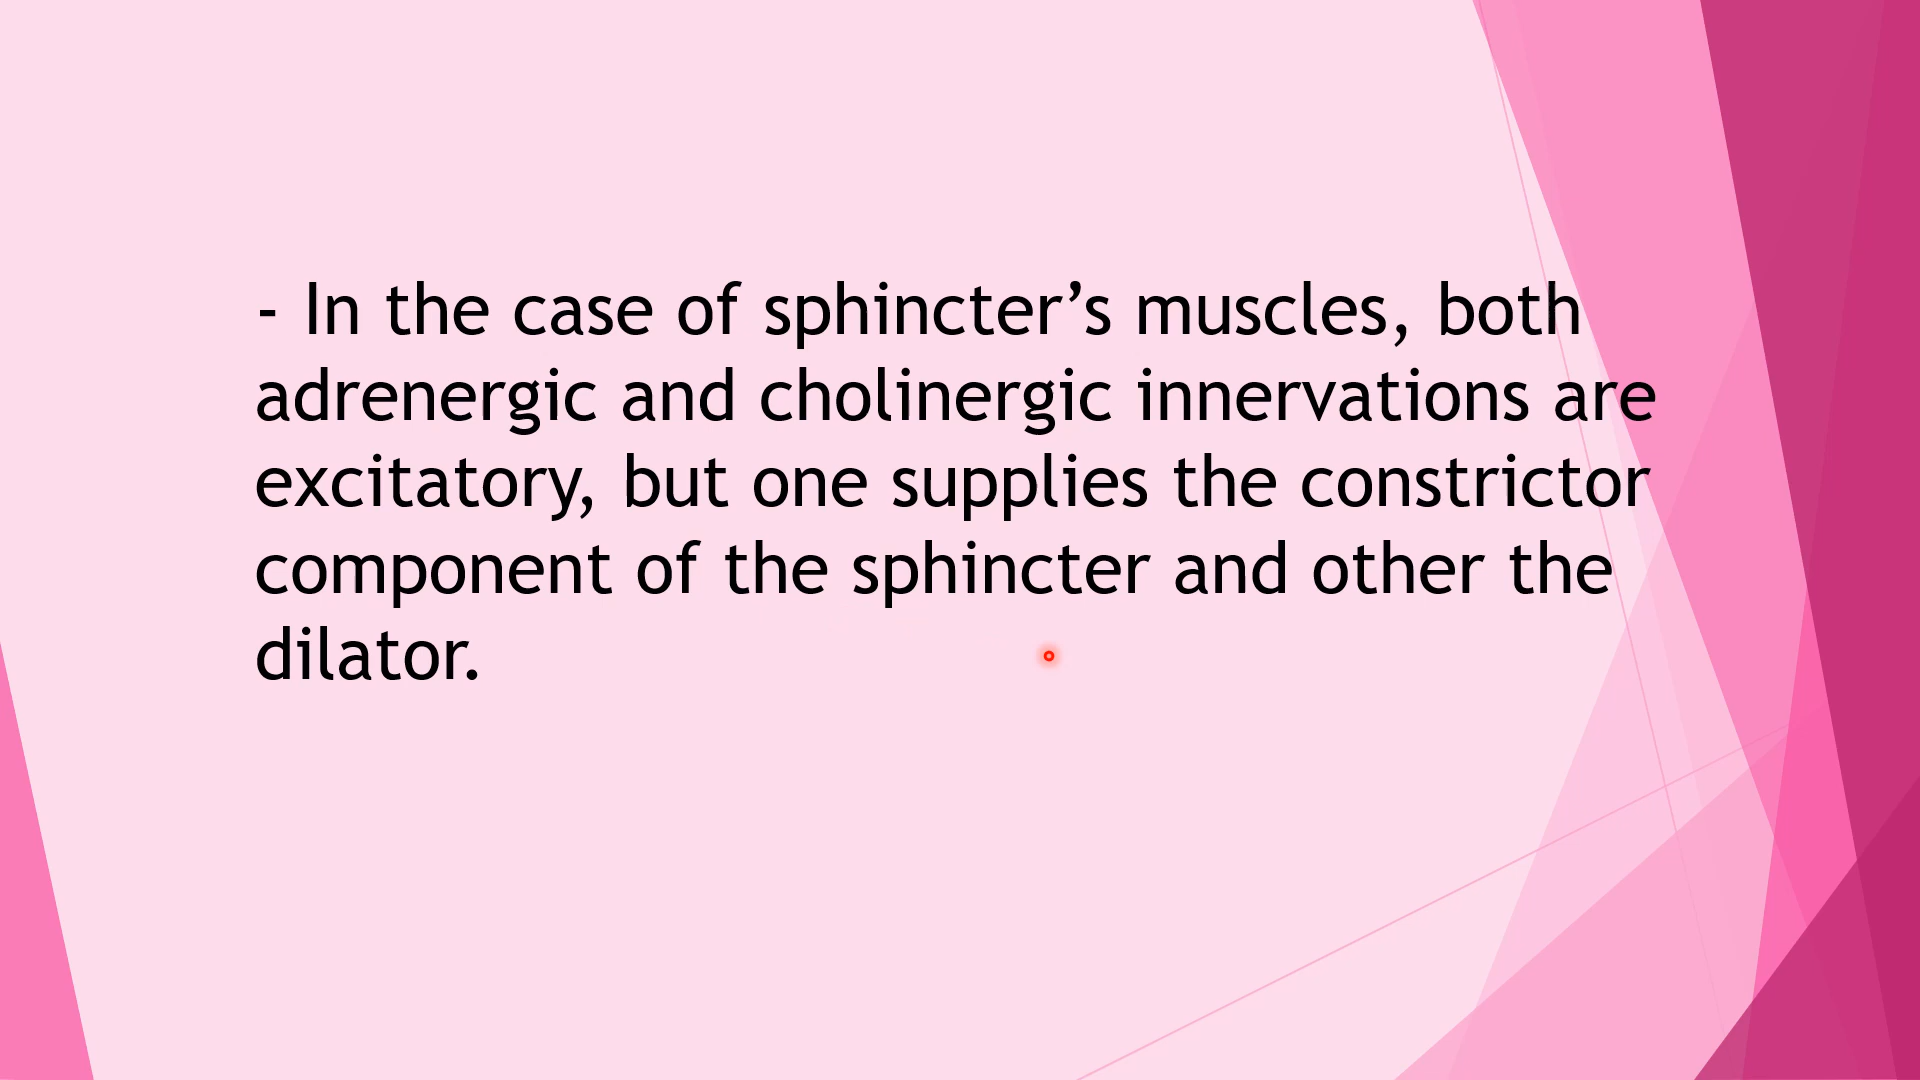 - In the case of sphincter’s muscles, both
adrenergic and cholinergic innervations are
excitatory, but one supplies the constrictor
component of the sphincter and other the
dilator.